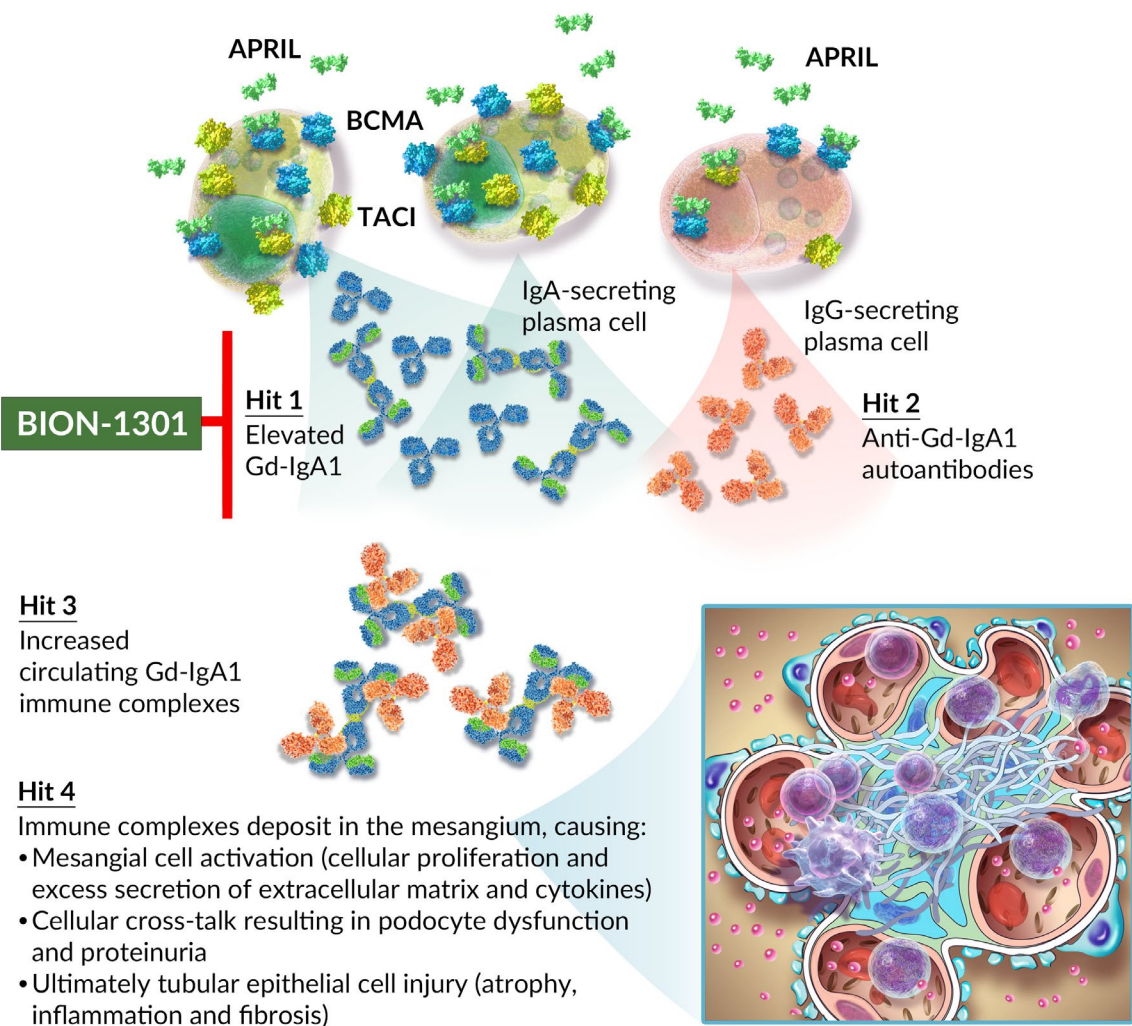 APRIL
APRIL
BCMA
TACI
IgA-secreting
plasma cell
IgG-secreting
plasma cell
BION-1301
Hit 1
Elevated
Gd-IgA1
Hit 2
Anti-Gd-IgA1
autoantibodies
Hit 3
Increased
circulating Gd-IgA1
immune complexes
Hit 4
Immune complexes deposit in the mesangium, causing:
• Mesangial cell activation (cellular proliferation and
excess secretion of extracellular matrix and cytokines)
• Cellular cross-talk resulting in podocyte dysfunction
and proteinuria
• Ultimately tubular epithelial cell injury (atrophy,
inflammation and fibrosis)